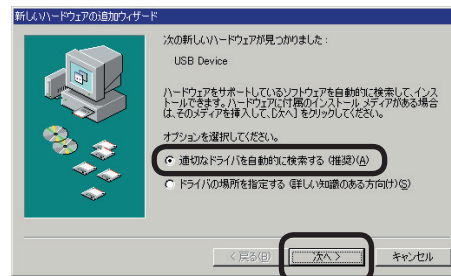 新しいハードウェアの追加ウィザード
次の新しいハードウェアが見つかりました：
USB Device
ハードウェアをサポートしているソフトウェアを自動的に検索して、インス
トールできます。ハードウェアに付属のインストール メディアがある場合
は、そのメディアを挿入して、[次へ] をクリックしてください。
オプションを選択してください。
適切なドライバを自動的に検索する (推奨)(A)
ドライバの場所を指定する (詳しい知識のある方向け)(S)
< 戻る(B)
次へ >
キャンセル